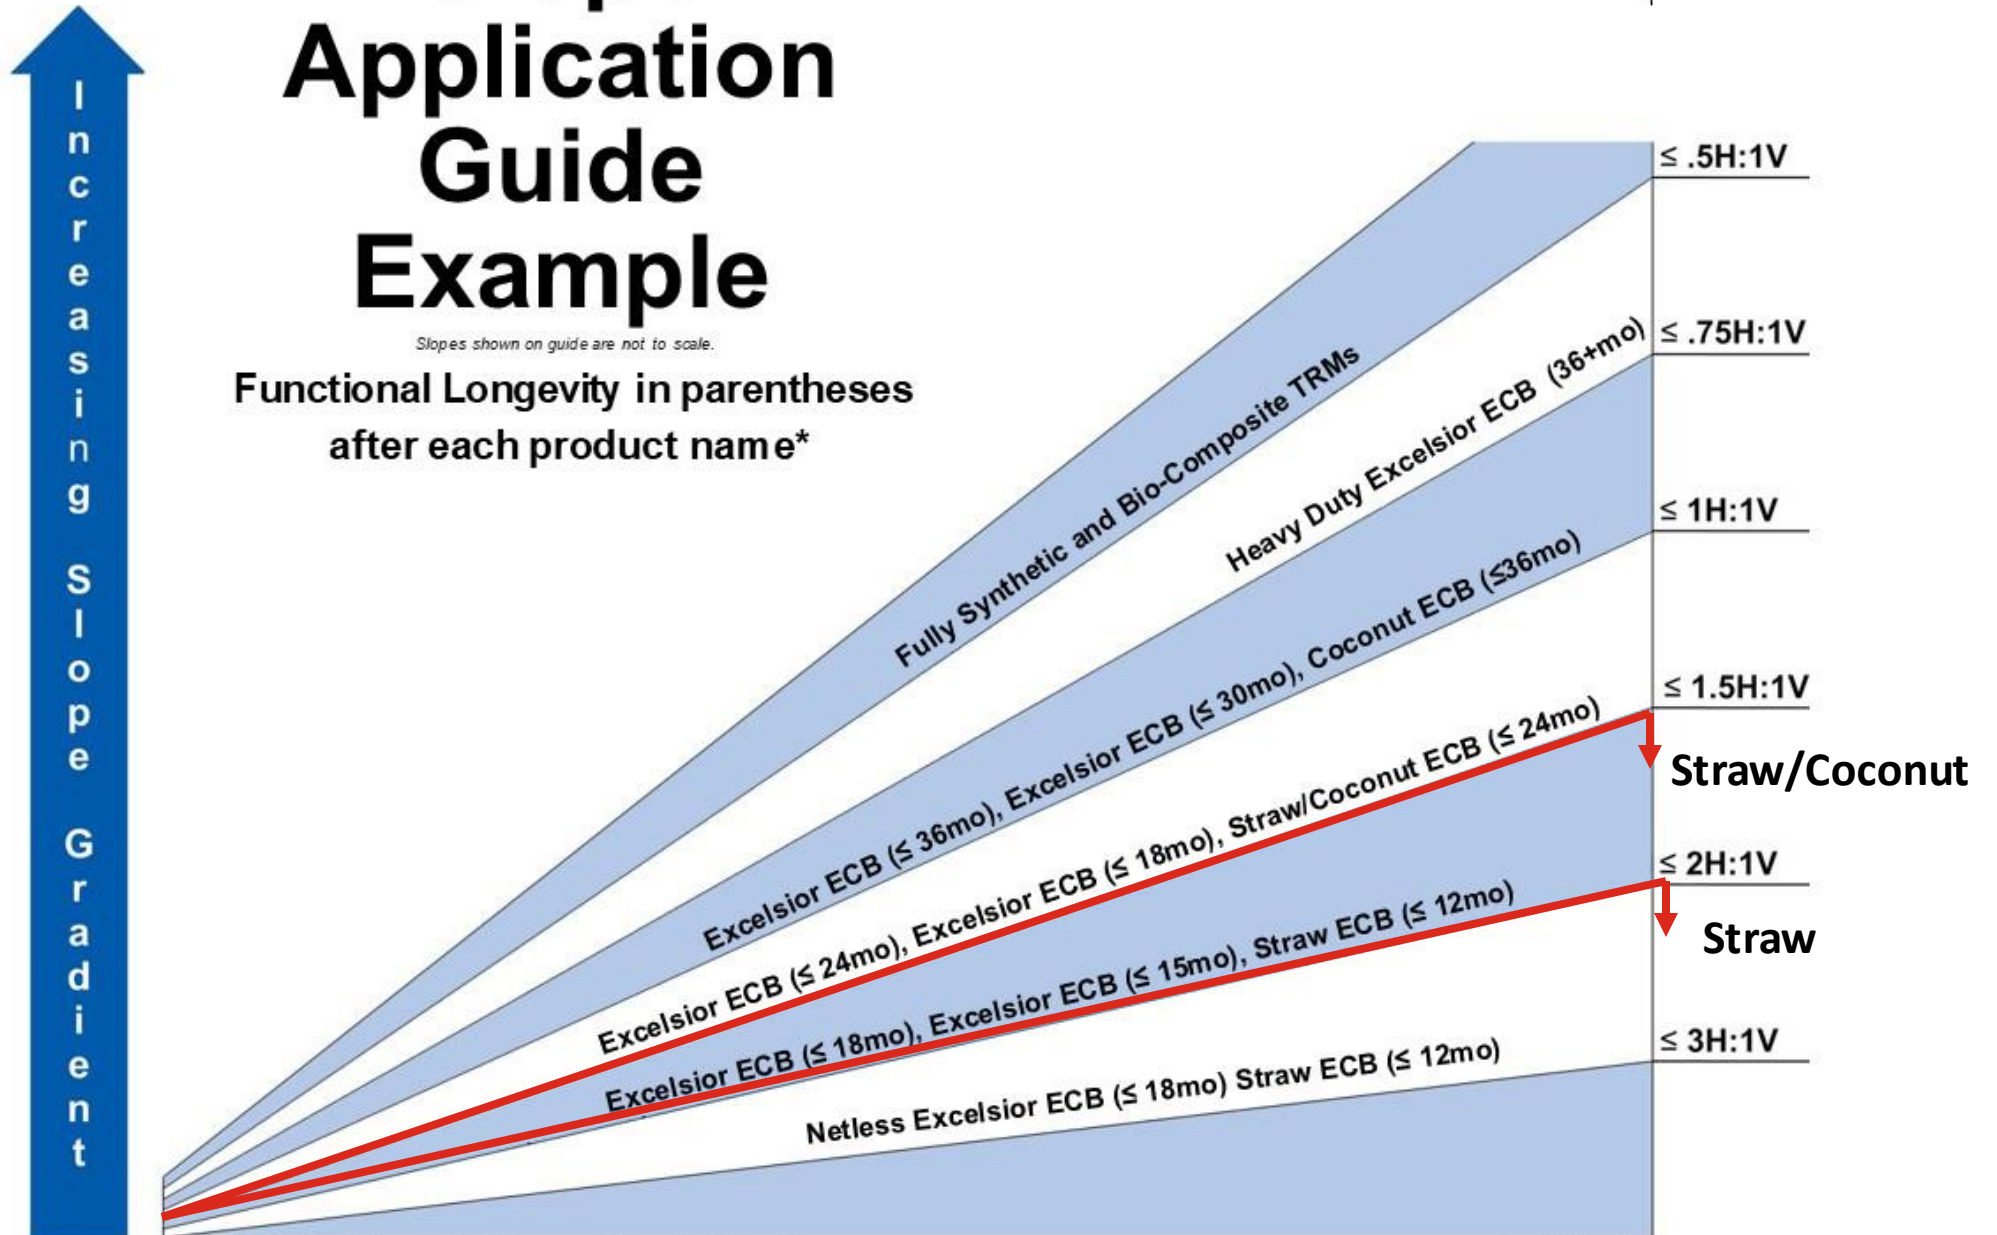 Increasing Slope Gradient
Application
Guide
Example
Slopes shown on guide are not to scale.
Functional Longevity in parentheses
after each product name*
≤ .5H:1V
Fully Synthetic and Bio-Composite TRMs
≤ .75H:1V
Heavy Duty Excelsior ECB (36+mo)
≤ 1H:1V
Excelsior ECB (≤ 36mo), Excelsior ECB (≤ 30mo), Coconut ECB (≤36mo)
≤ 1.5H:1V
Excelsior ECB (≤ 24mo), Excelsior ECB (≤ 18mo), Straw/Coconut ECB (≤ 24mo)
Straw/Coconut
≤ 2H:1V
Excelsior ECB (≤ 18mo), Excelsior ECB (≤ 15mo), Straw ECB (≤ 12mo)
Straw
≤ 3H:1V
Netless Excelsior ECB (≤ 18mo) Straw ECB (≤ 12mo)